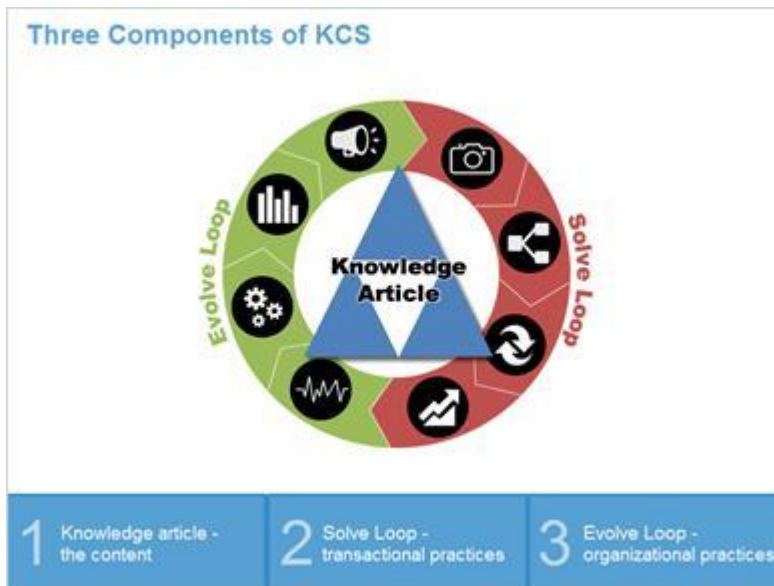 Three Components of KCS
Evolve Loop
Knowledge
Article
Solve Loop
1
Knowledge article -
the content
2
Solve Loop -
transactional practices
3
Evolve Loop -
organizational practices